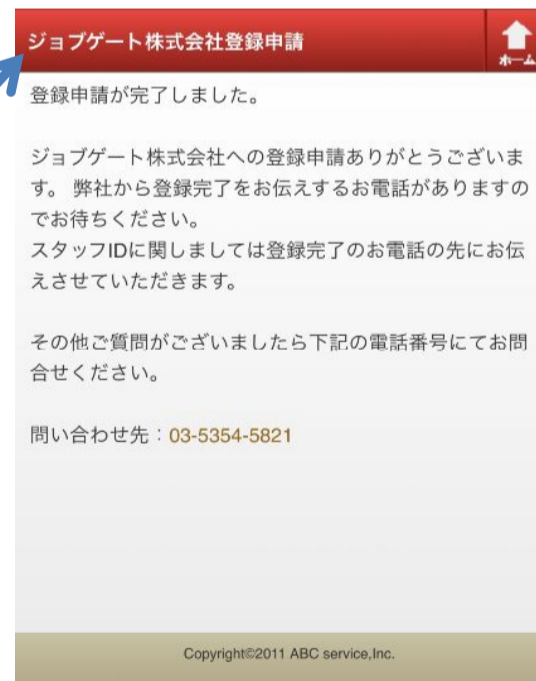 ジョブゲート株式会社登録申請
ホーム
登録申請が完了しました。
ジョブゲート株式会社への登録申請ありがとうございま
す。 弊社から登録完了をお伝えするお電話がありますの
でお待ちください。
スタッフIDに関しましては登録完了のお電話の先にお伝
えさせていただきます。
その他ご質問がございましたら下記の電話番号にてお問
合せください。
問い合わせ先：03-5354-5821
Copyright©2011 ABC service,Inc.